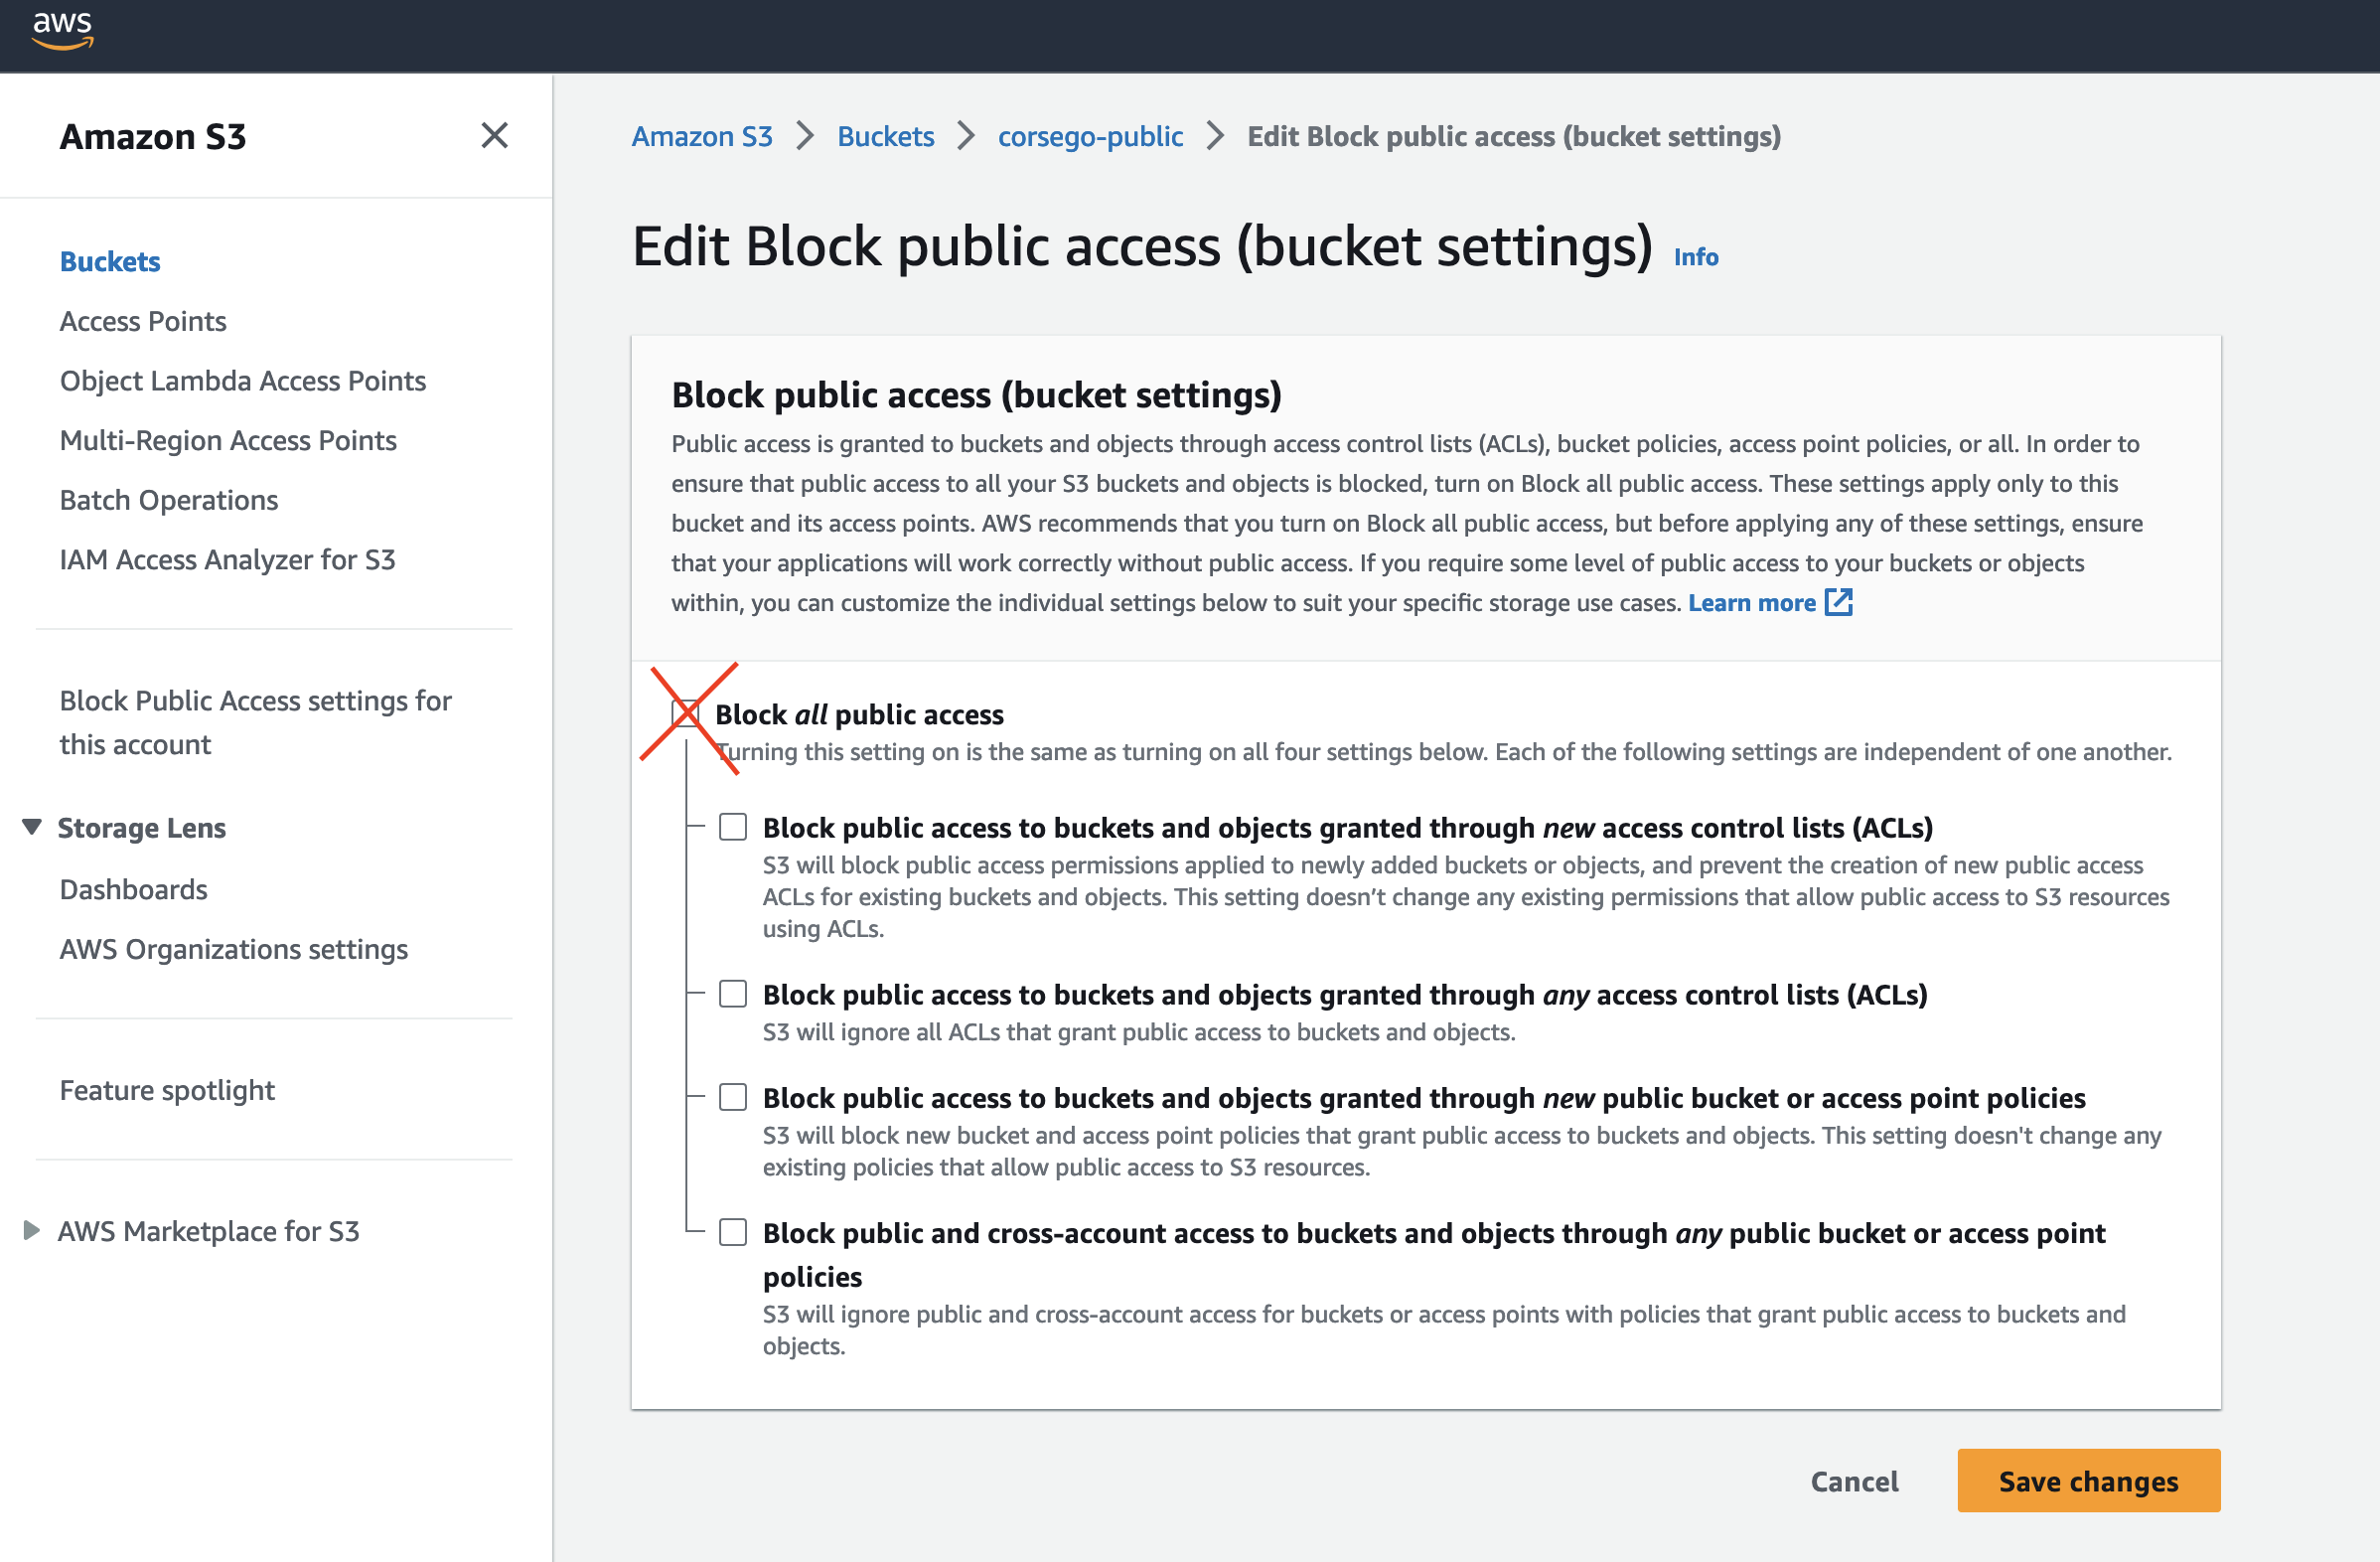 aws
Amazon S3
Buckets
Access Points
Object Lambda Access Points
Multi-Region Access Points
Batch Operations
IAM Access Analyzer for S3
Block Public Access settings for
this account
Storage Lens
Dashboards
AWS Organizations settings
Feature spotlight
AWS Marketplace for S3
Amazon S3 > Buckets > corsego-public > Edit Block public access (bucket settings)
Edit Block public access (bucket settings) Info
Block public access (bucket settings)
Public access is granted to buckets and objects through access control lists (ACLs), bucket policies, access point policies, or all. In order to
ensure that public access to all your S3 buckets and objects is blocked, turn on Block all public access. These settings apply only to this
bucket and its access points. AWS recommends that you turn on Block all public access, but before applying any of these settings, ensure
that your applications will work correctly without public access. If you require some level of public access to your buckets or objects
within, you can customize the individual settings below to suit your specific storage use cases. Learn more
Block all public access
Turning this setting on is the same as turning on all four settings below. Each of the following settings are independent of one another.
Block public access to buckets and objects granted through new access control lists (ACLs)
S3 will block public access permissions applied to newly added buckets or objects, and prevent the creation of new public access
ACLs for existing buckets and objects. This setting doesn’t change any existing permissions that allow public access to S3 resources
using ACLs.
Block public access to buckets and objects granted through any access control lists (ACLs)
S3 will ignore all ACLs that grant public access to buckets and objects.
Block public access to buckets and objects granted through new public bucket or access point policies
S3 will block new bucket and access point policies that grant public access to buckets and objects. This setting doesn't change any
existing policies that allow public access to S3 resources.
Block public and cross-account access to buckets and objects through any public bucket or access point
policies
S3 will ignore public and cross-account access for buckets or access points with policies that grant public access to buckets and
objects.
Cancel
Save changes